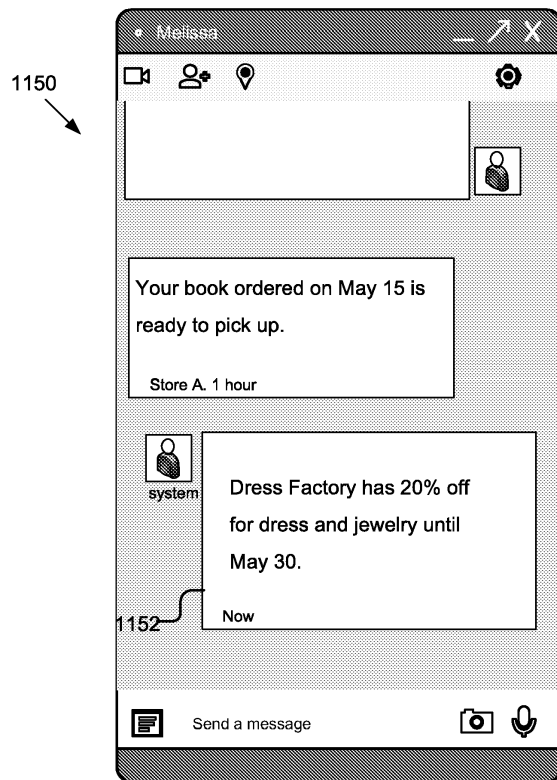 Melissa
1150
Your book ordered on May 15 is
ready to pick up.
Store A. 1 hour
system
Dress Factory has 20% off
for dress and jewelry until
May 30.
1152
Now
Send a message